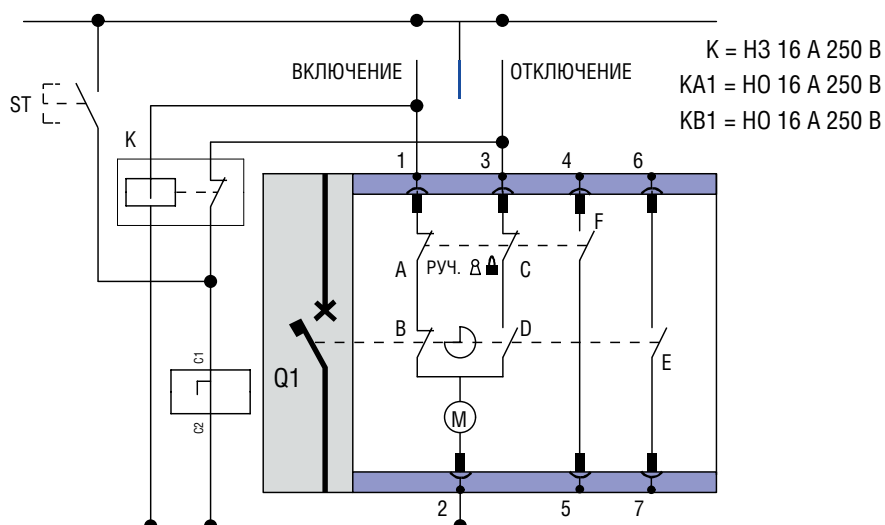 K = НЗ 16 А 250 В
KA1 = НО 16 А 250 В
KB1 = НО 16 А 250 В
ВКЛЮЧЕНИЕ
ОТКЛЮЧЕНИЕ
ST
K
1
3
4
6
F
A
РУЧ.
C
B
D
E
Q1
C1
C2
M
2
5
7